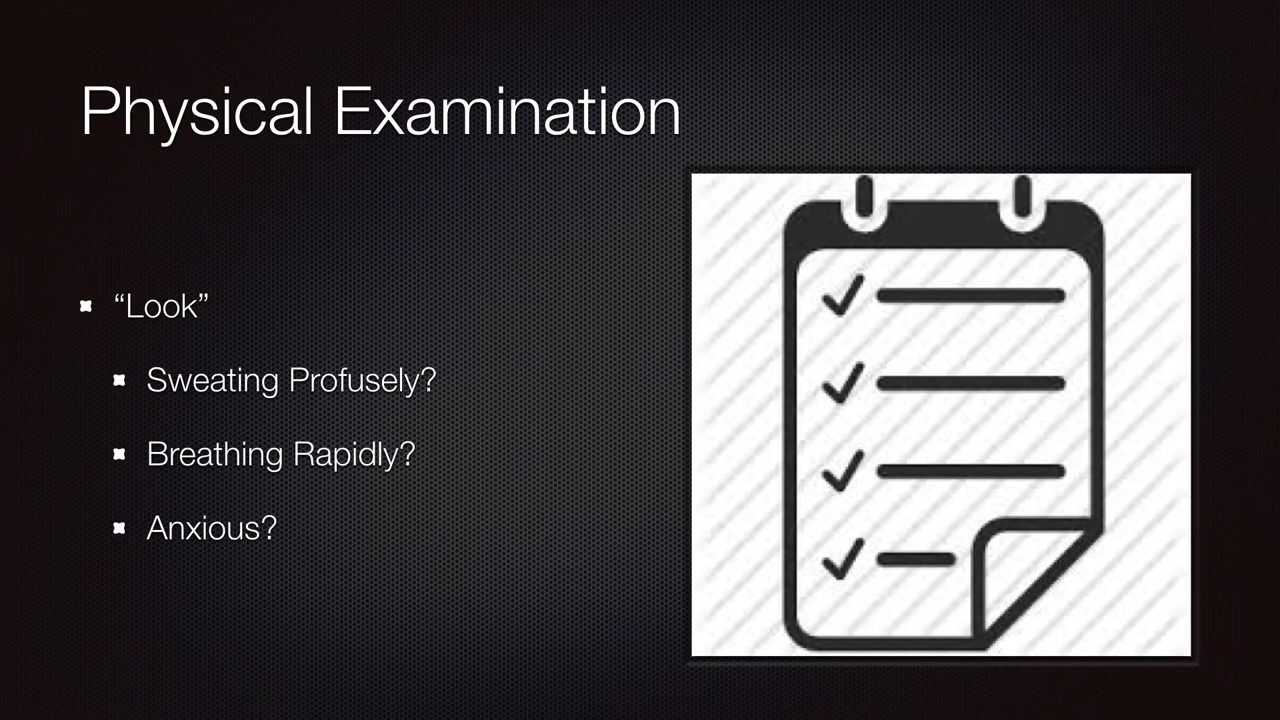 Physical Examination
“Look”
Sweating Profusely?
Breathing Rapidly?
Anxious?